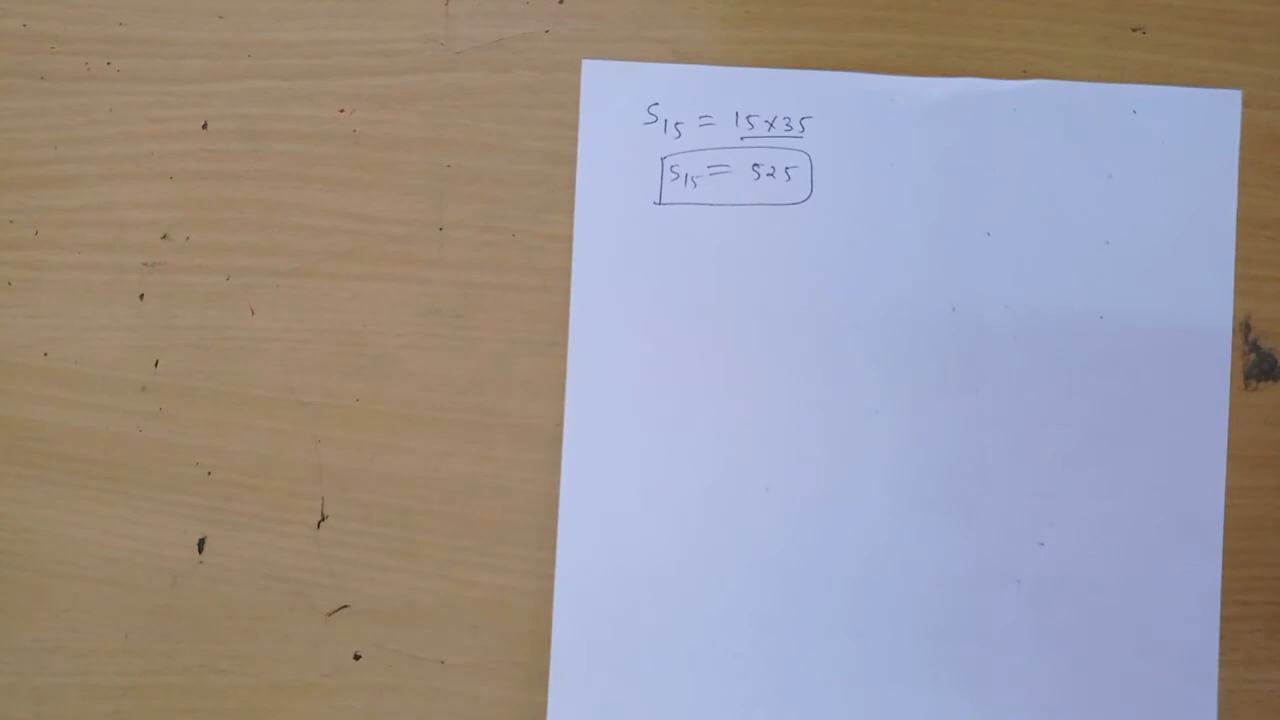 S₁₅ = 15×35
S₁₅ = 525